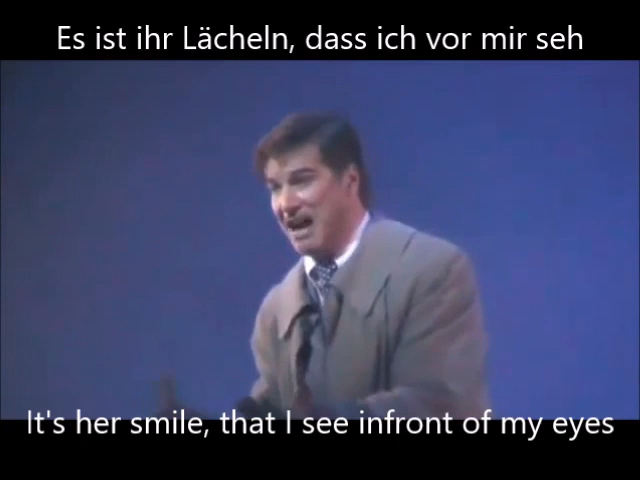 Es ist ihr Lächeln, dass ich vor mir seh
It's her smile, that I see infront of my eyes